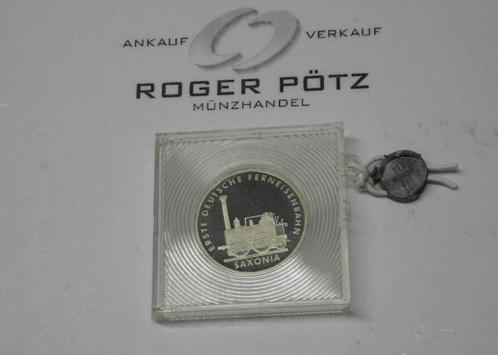 ANKAUF VERKAUF
ROGER PÖTZ
MÜNZHANDEL
ERSTE DEUTSCHE FERNEISENBAHN
SAXONIA